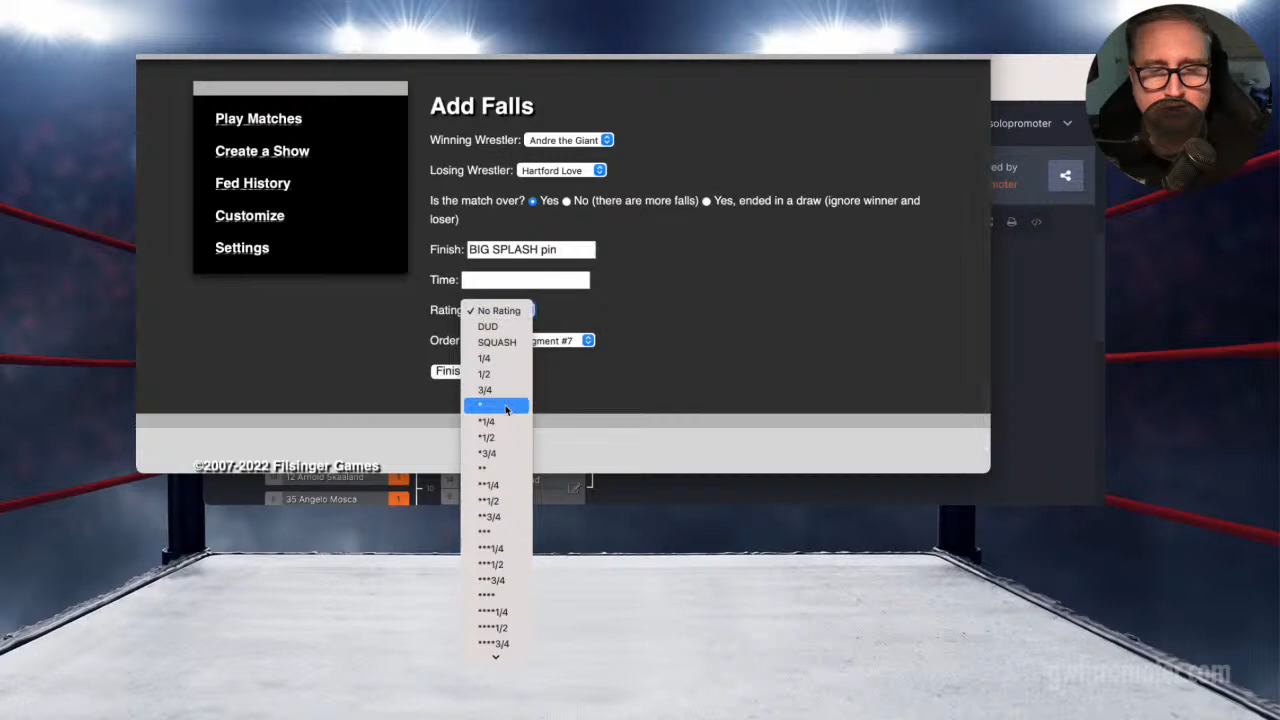 Add Falls
Play Matches
Create a Show
Fed History
Customize
Settings
Winning Wrestler: Andre the Giant
Losing Wrestler: Hartford Love
Is the match over? Yes No (there are more falls) Yes, ended in a draw (ignore winner and
loser)
Finish: BIG SPLASH pin
Time:
Rating
✓ No Rating
DUD
SQUASH
1/4
1/2
3/4
*
*1/4
*1/2
*3/4
**
**1/4
**1/2
**3/4
***
***1/4
***1/2
***3/4
****
****1/4
****1/2
****3/4
Order
gment #7
Finis
solopromoter
ed by
moter
©2007-2022 Filsinger Games
12 Arnold Skaaland 1
35 Angelo Mosca 1
10